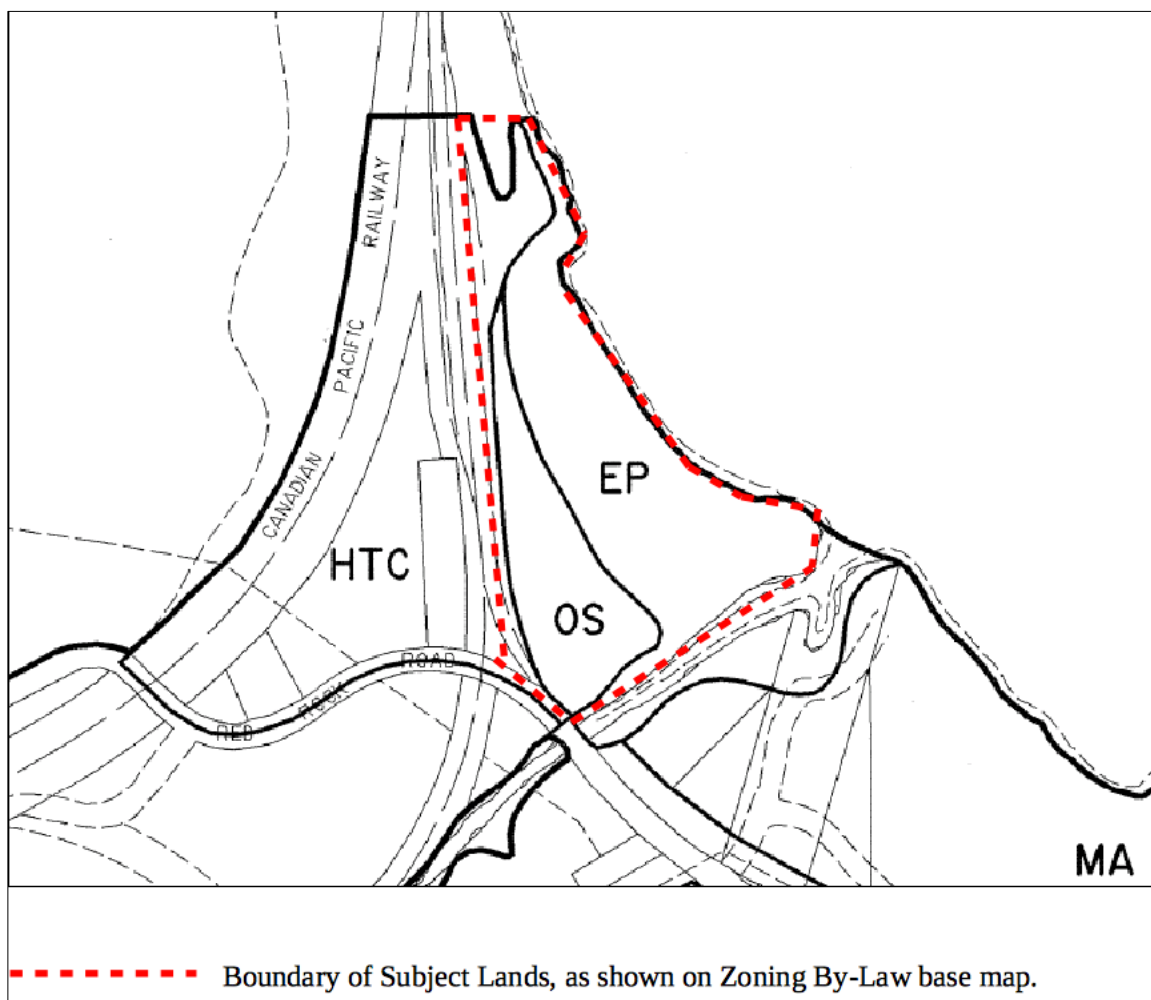 RAILWAY
PACIFIC
CANADIAN
EP
HTC
OS
ROAD
ROCK
RED
MA
Boundary of Subject Lands, as shown on Zoning By-Law base map.